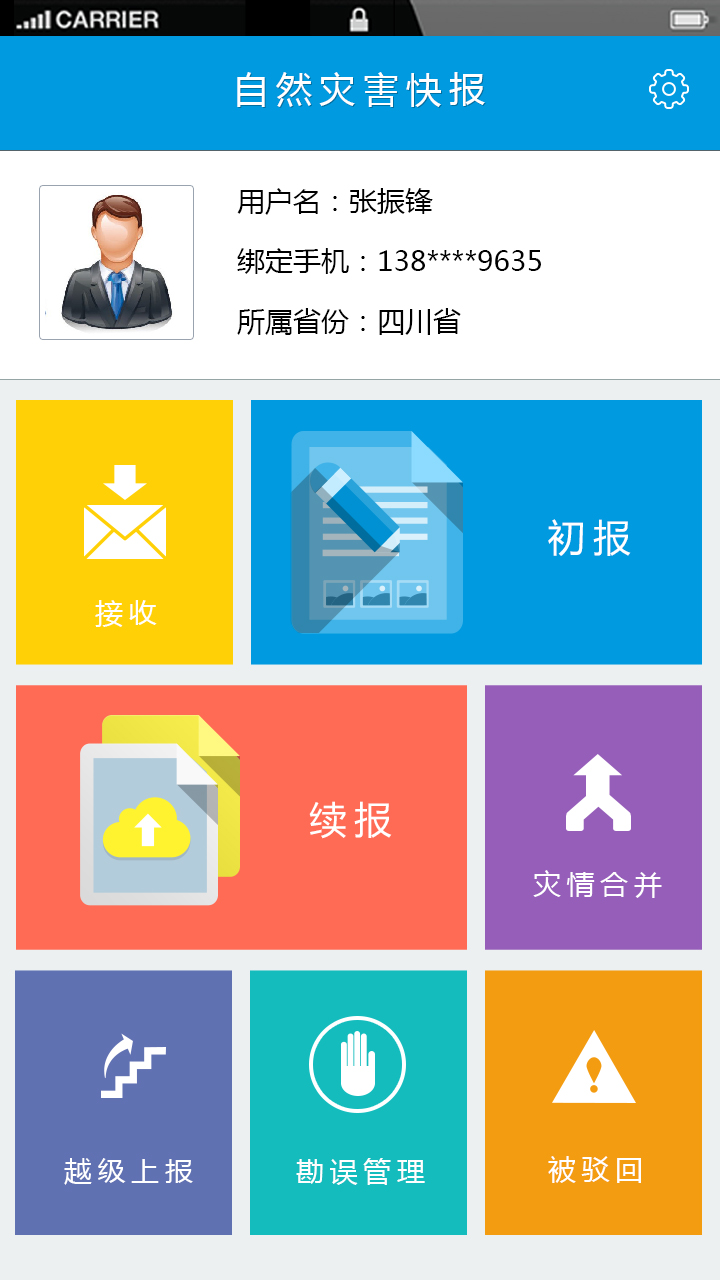 CARRIER
自然灾害快报
用户名：张振锋
绑定手机：138****9635
所属省份：四川省
接收
初报
续报
灾情合并
越级上报
勘误管理
被驳回